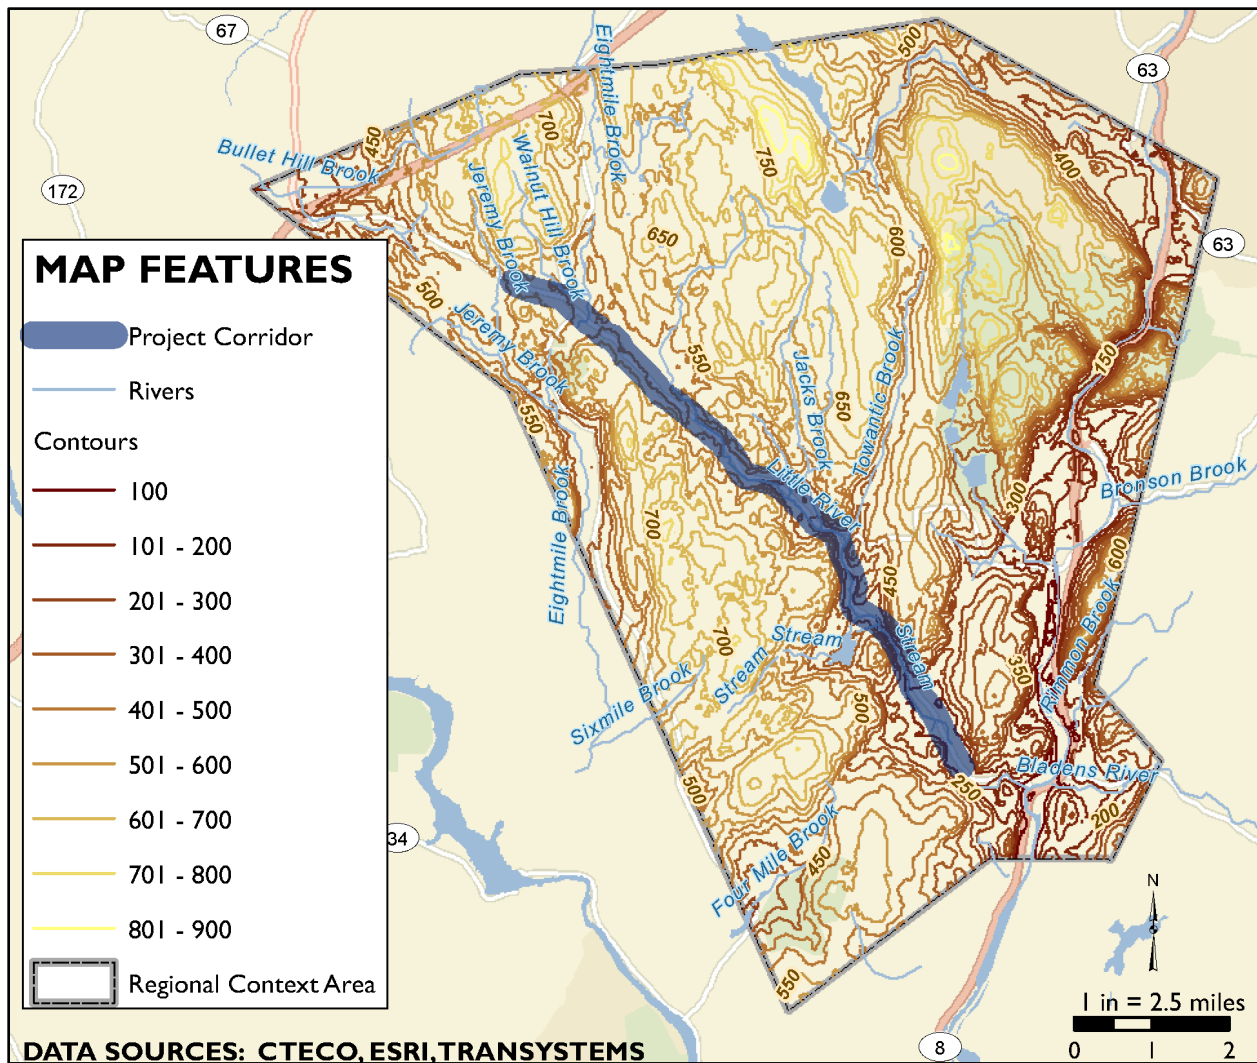 67
63
172
63
34
8
500
450
700
750
400
650
600
500
550
150
550
650
300
700
450
600
700
350
500
500
250
200
450
550
Eightmile Brook
Bullet Hill Brook
Walnut Hill Brook
Jeremy Brook
Jeremy Brook
Jacks Brook
Towantic Brook
Little River
Bronson Brook
Eightmile Brook
Stream
Stream
Stream
Rimmon Brook
Sixmile Brook
Bladens River
Four Mile Brook
MAP FEATURES
Project Corridor
Rivers
Contours
100
101 - 200
201 - 300
301 - 400
401 - 500
501 - 600
601 - 700
701 - 800
801 - 900
Regional Context Area
N
1 in = 2.5 miles
0 1 2
DATA SOURCES: CTECO, ESRI, TRANSYSTEMS